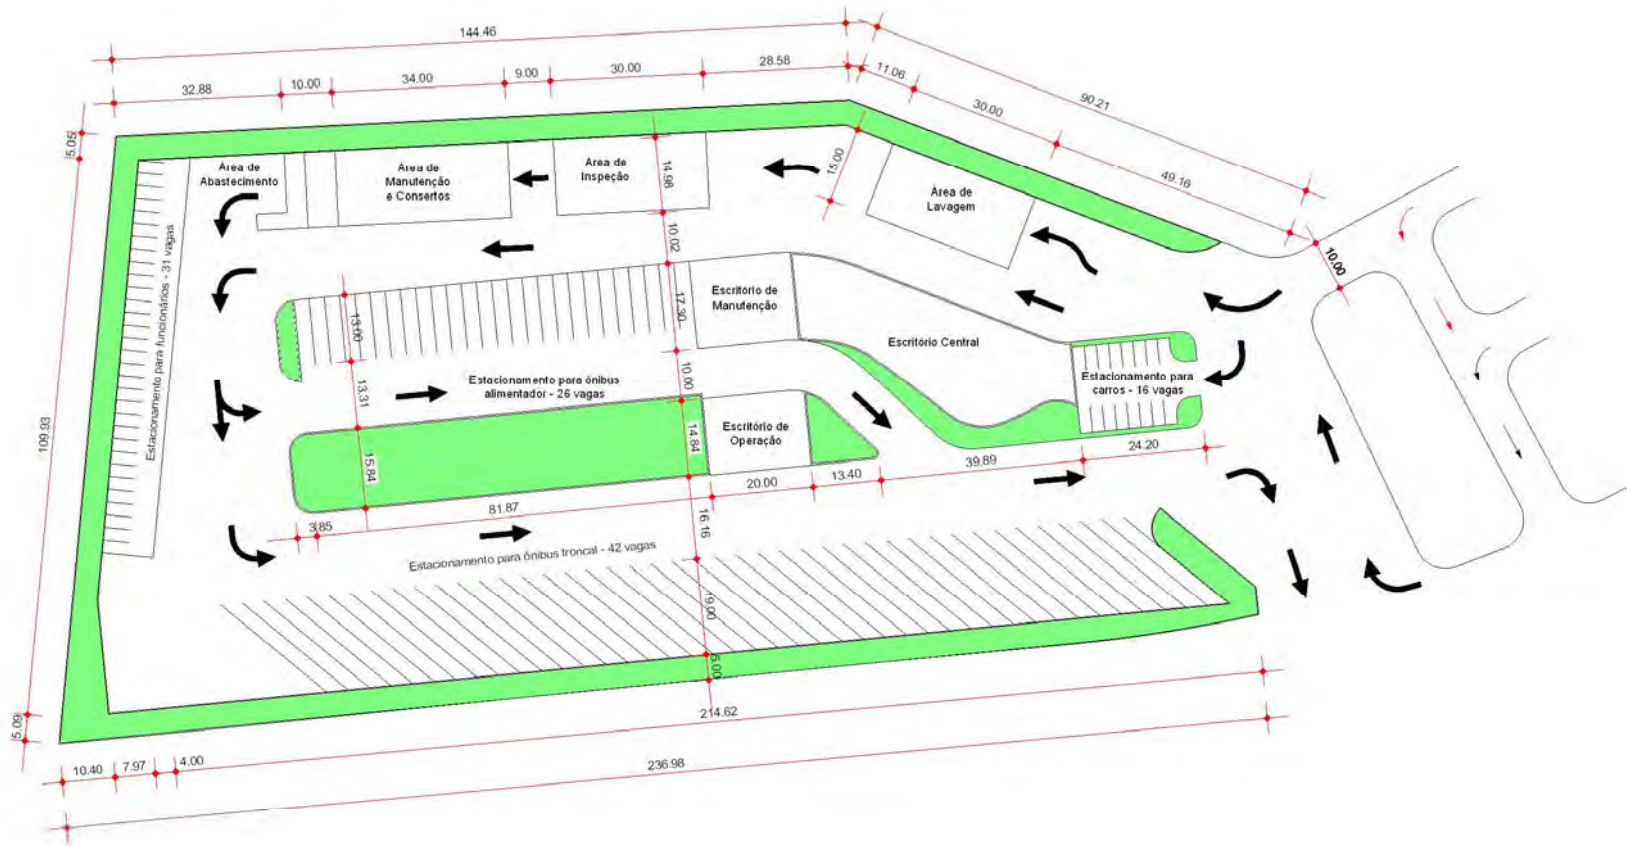 144.46
32.88
10.00
34.00
9.00
30.00
28.58
11.06
30.00
90.21
49.16
10.00
5.05
109.93
5.09
Área de
Abastecimento
Área de
Manutenção
e Consertos
Área de
Inspeção
14.98
15.00
Área de
Lavagem
Estacionamento para funcionários - 31 vagas
10.02
17.30
13.00
Escritório de
Manutenção
Escritório Central
Estacionamento para
carros - 16 vagas
13.31
Estacionamento para ônibus
alimentador - 26 vagas
10.00
15.84
14.84
Escritório de
Operação
3.85
81.87
20.00
13.40
39.89
24.20
16.16
Estacionamento para ônibus troncal - 42 vagas
19.00
5.00
214.62
10.40
7.97
4.00
236.98